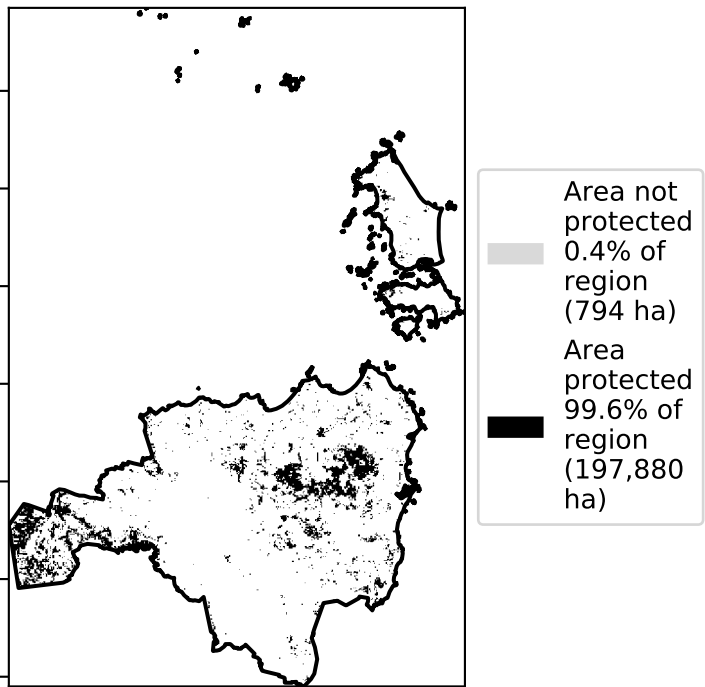 Area not
protected
0.4% of
region
(794 ha)
Area
protected
99.6% of
region
(197,880
ha)